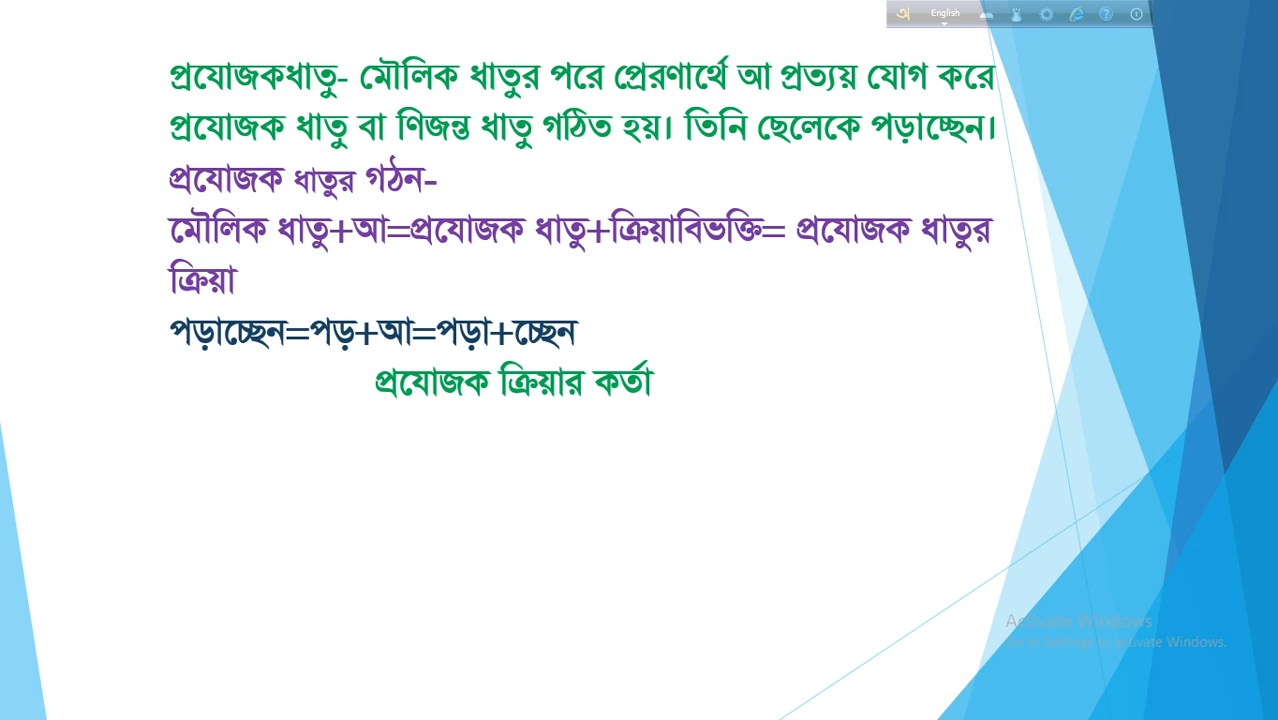 অ English
প্রযোজকধাতু- মৌলিক ধাতুর পরে প্রেরণার্থে আ প্রত্যয় যোগ করে
প্রযোজক ধাতু বা ণিজন্ত ধাতু গঠিত হয়। তিনি ছেলেকে পড়াচ্ছেন।
প্রযোজক ধাতুর গঠন-
মৌলিক ধাতু+আ=প্রযোজক ধাতু+ক্রিয়াবিভক্তি= প্রযোজক ধাতুর
ক্রিয়া
পড়াচ্ছেন=পড়+আ=পড়া+চ্ছেন
প্রযোজক ক্রিয়ার কর্তা
Activate Windows
Go to Settings to activate Windows.